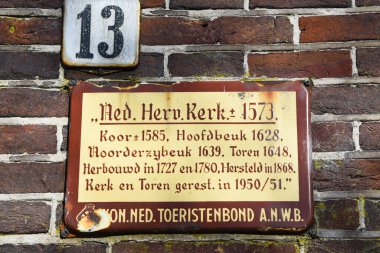 13
„Ned. Herv. Kerk. ± 1573.
Koor ± 1585, Hoofdbeuk 1628,
Noorderzybeuk 1639, Toren 1648,
Herbouwd in 1727 en 1780, Hersteld in 1868,
Kerk en Toren gerest. in 1950/51.”
ON. NED. TOERISTENBOND A.N.W.B.